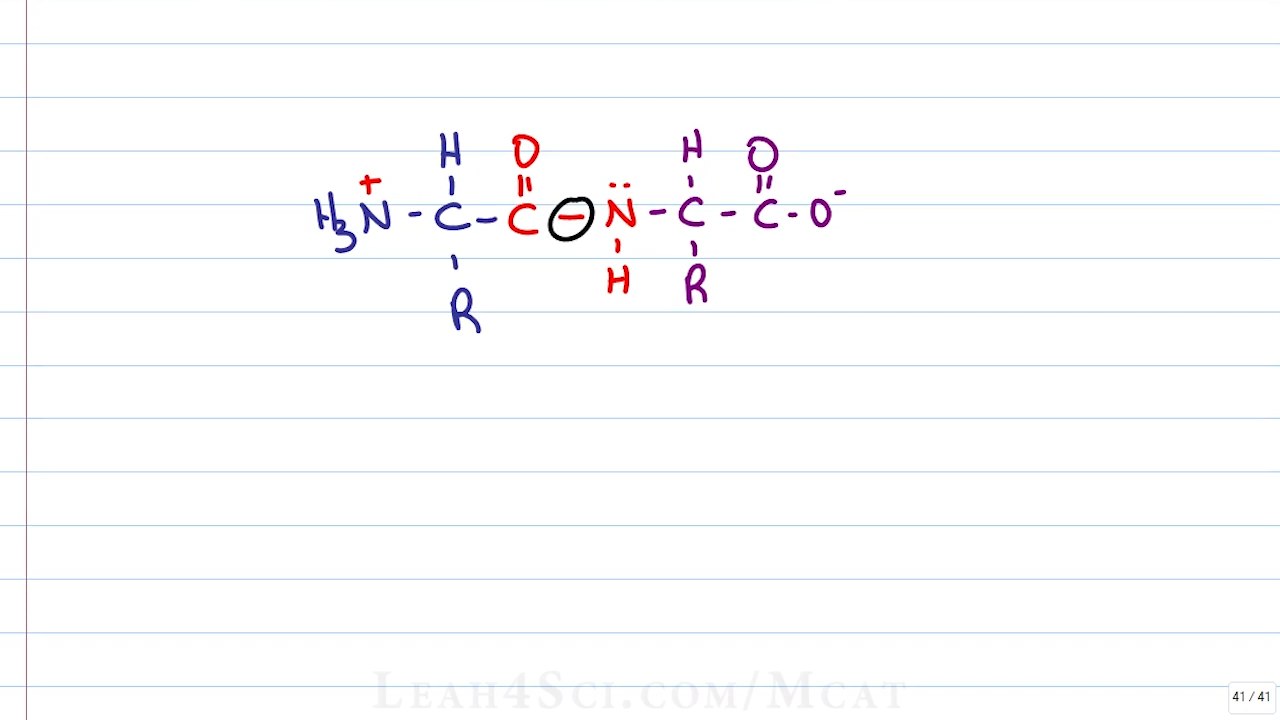 H O H O
H₃N⁺ - C - C - N̈ - C - C - O⁻
H R
R
Leah4Sci.com/Mcat
41 / 41